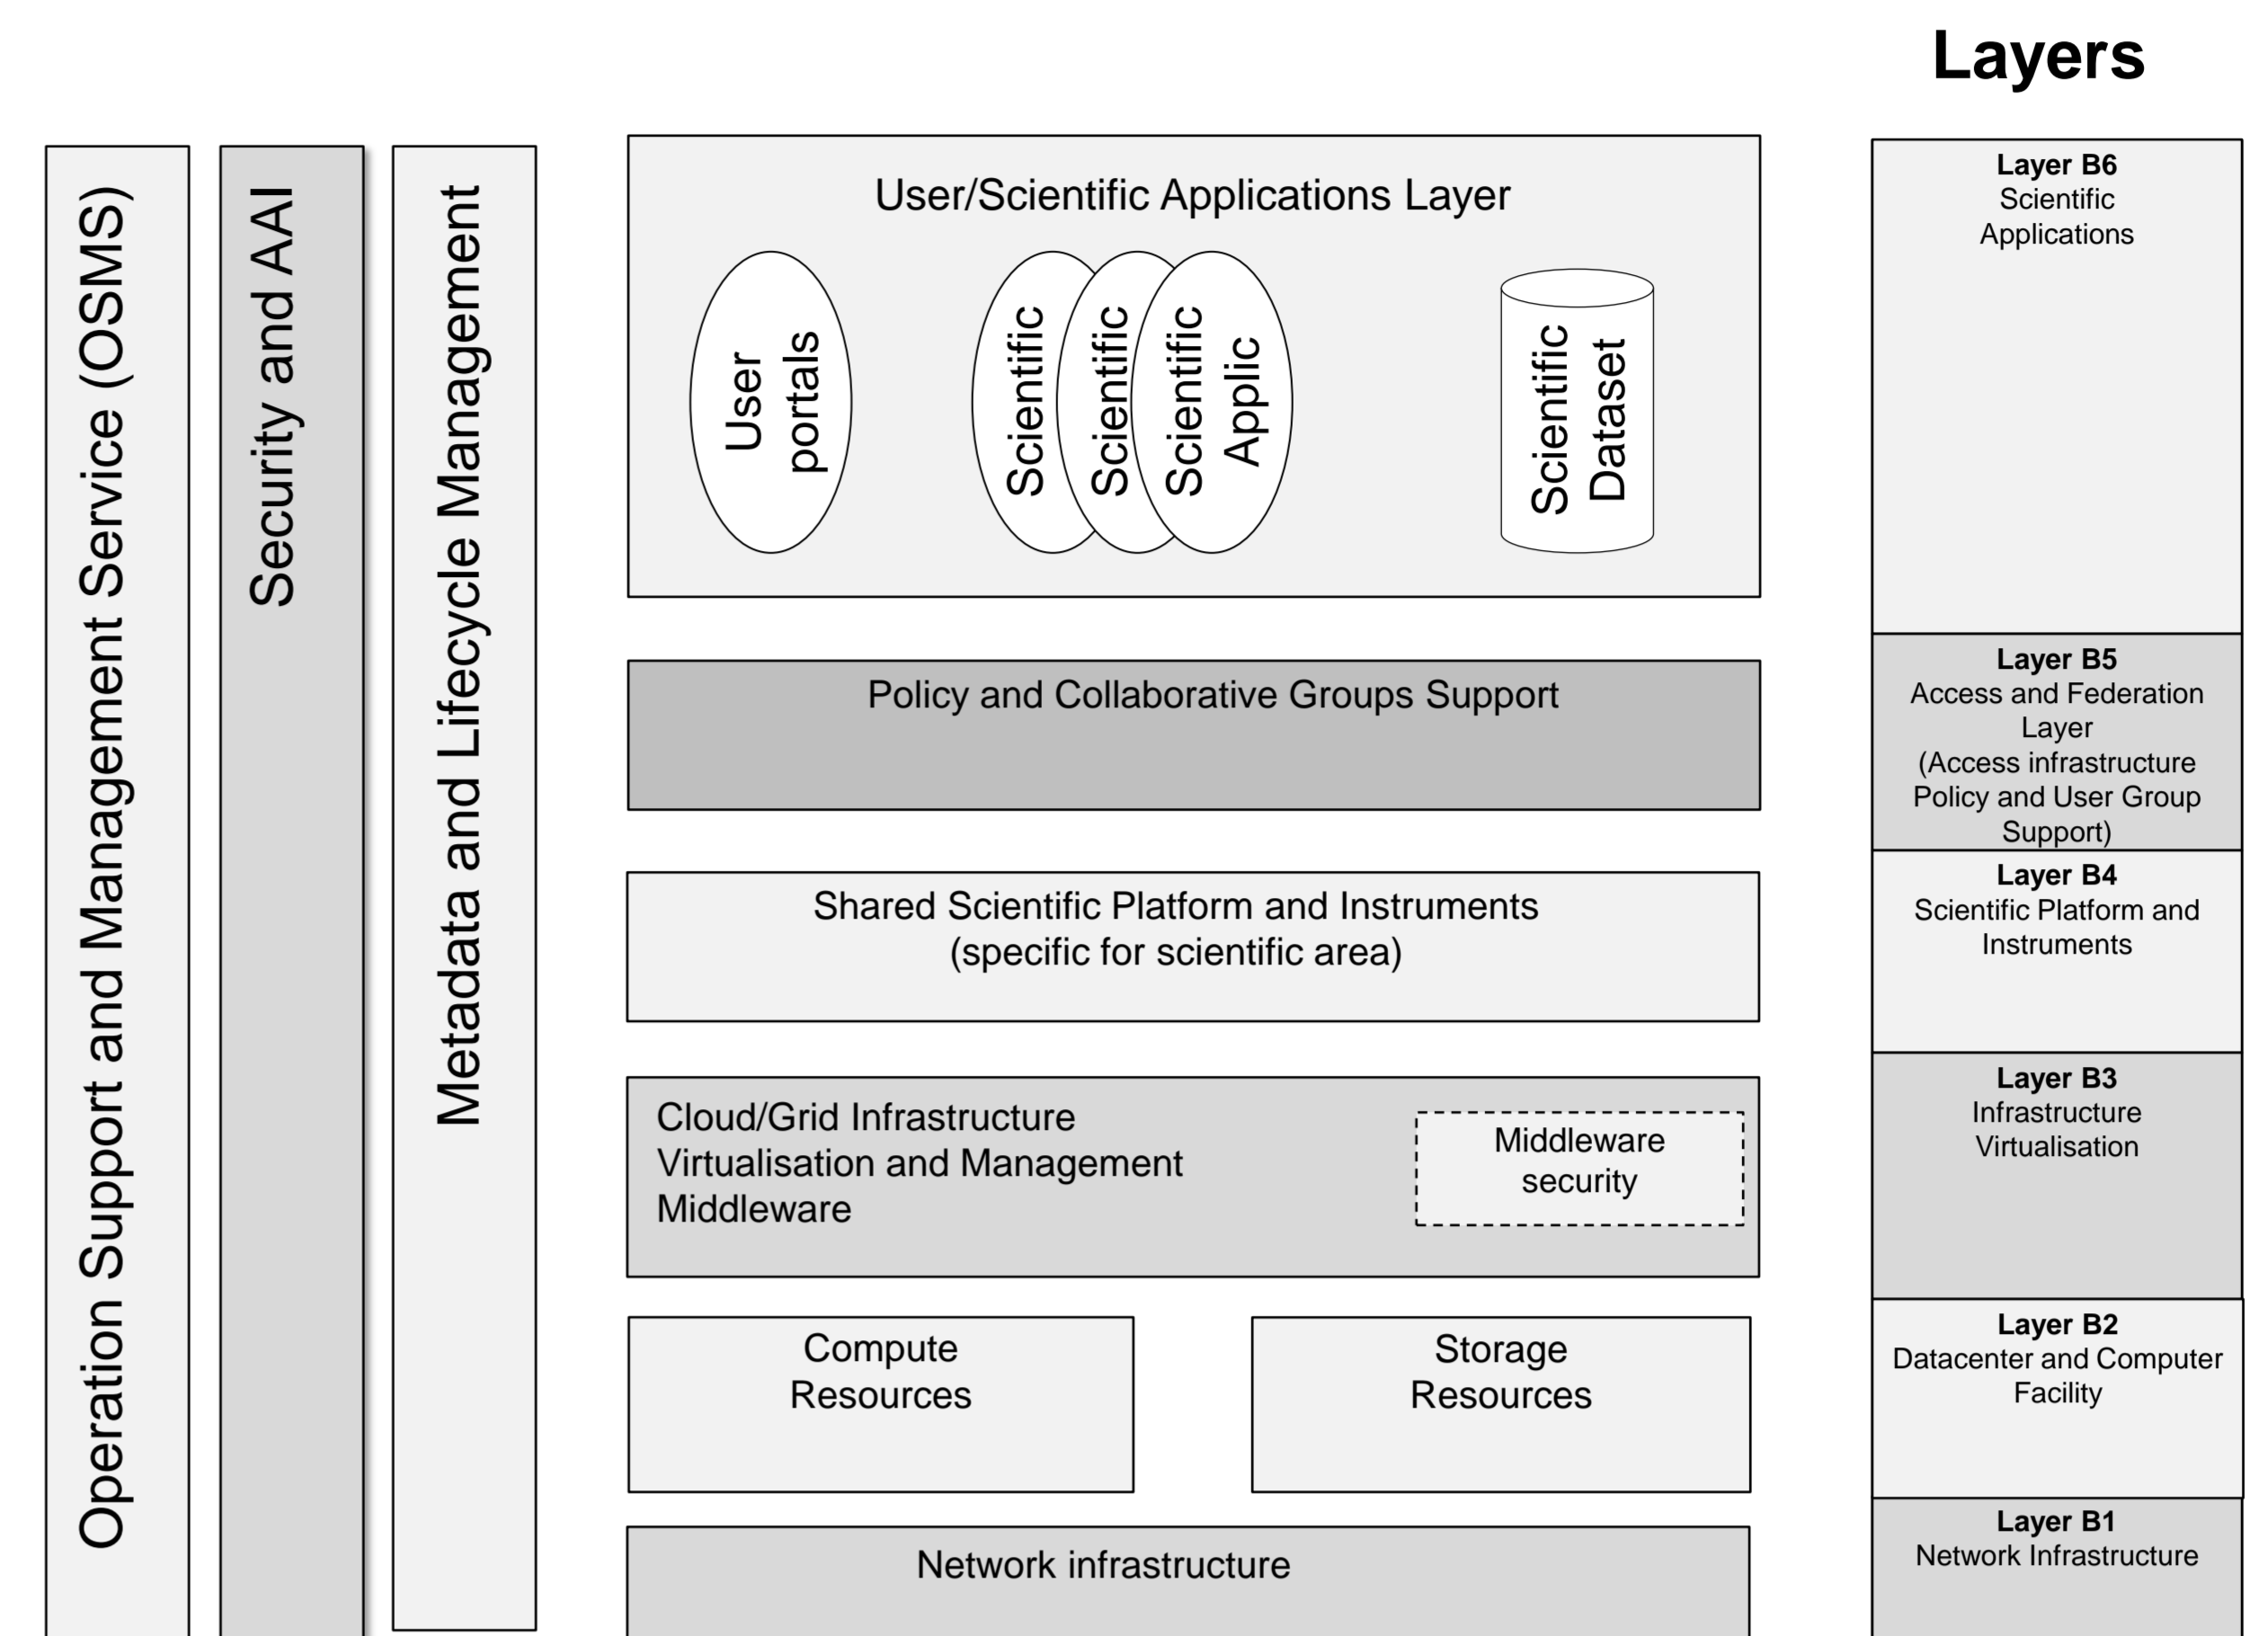 Layers
Operation Support and Management Service (OSMS)
Security and AAI
Metadata and Lifecycle Management
User/Scientific Applications Layer
User
portals
Scientific
Scientific
Scientific
Applic
Scientific
Dataset
Policy and Collaborative Groups Support
Shared Scientific Platform and Instruments
(specific for scientific area)
Cloud/Grid Infrastructure
Virtualisation and Management
Middleware
Middleware
security
Compute
Resources
Storage
Resources
Network infrastructure
Layer B6
Scientific
Applications
Layer B5
Access and Federation
Layer
(Access infrastructure
Policy and User Group
Support)
Layer B4
Scientific Platform and
Instruments
Layer B3
Infrastructure
Virtualisation
Layer B2
Datacenter and Computer
Facility
Layer B1
Network Infrastructure